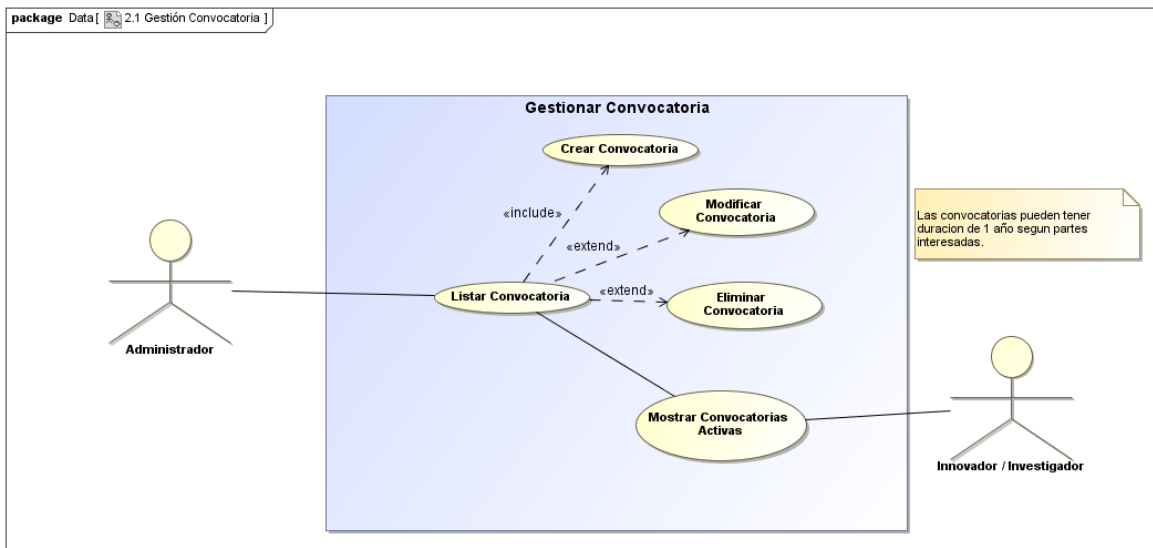 package Data [ 2.1 Gestión Convocatoria ]
Gestionar Convocatoria
Crear Convocatoria
«include»
Modificar
Convocatoria
«extend»
Las convocatorias pueden tener
duracion de 1 año segun partes
interesadas.
Listar Convocatoria
«extend»
Eliminar
Convocatoria
Administrador
Mostrar Convocatorias
Activas
Innovador / Investigador